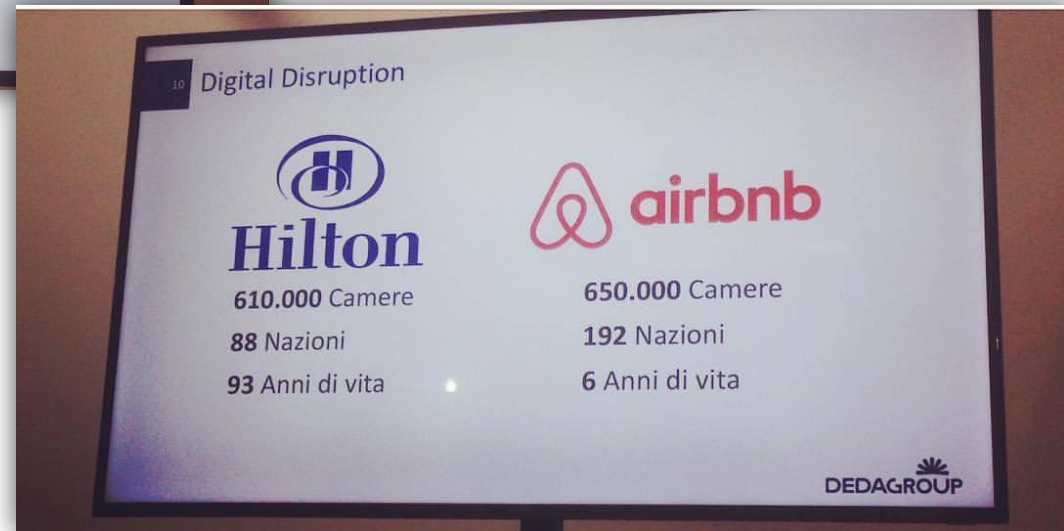 10 Digital Disruption
H
Hilton
610.000 Camere
88 Nazioni
93 Anni di vita
airbnb
650.000 Camere
192 Nazioni
6 Anni di vita
DEDAGROUP